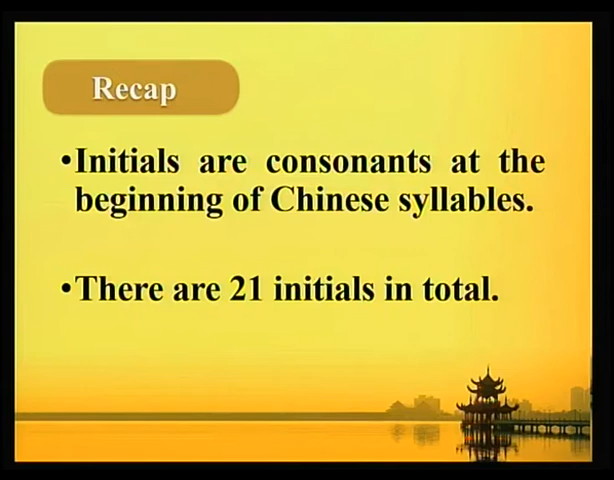 Recap
•Initials are consonants at the
beginning of Chinese syllables.
•There are 21 initials in total.